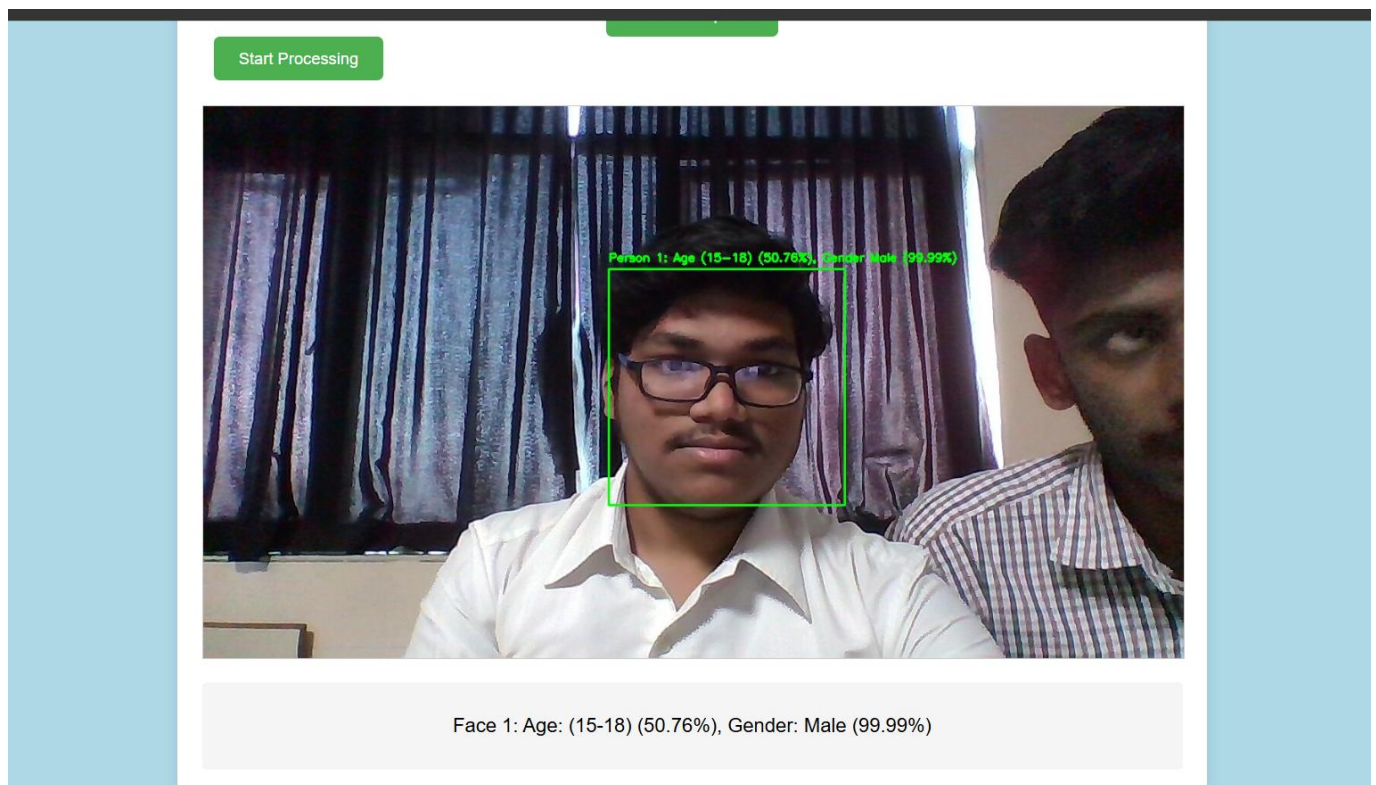 Start Processing
Person 1: Age (15-18) (50.76%), Gender Male (99.99%)
Face 1: Age: (15-18) (50.76%), Gender: Male (99.99%)